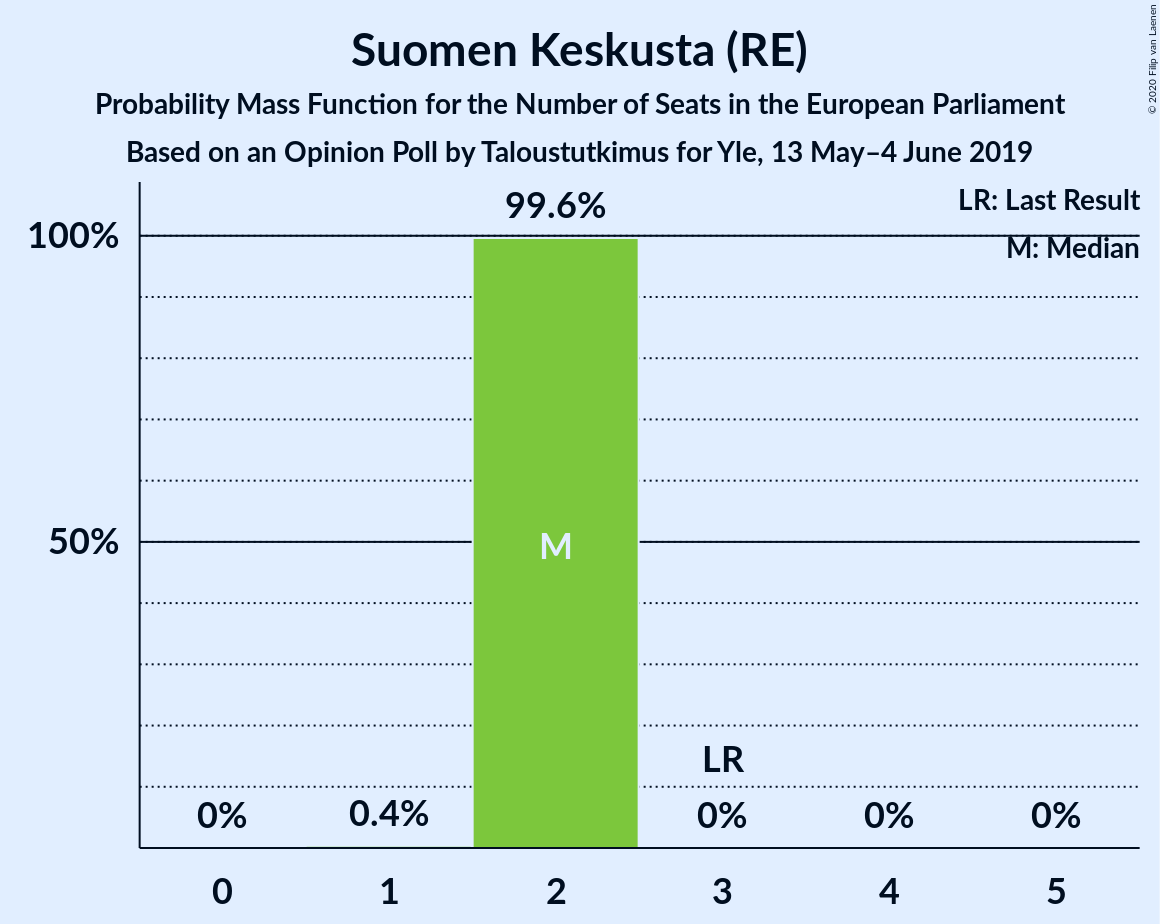 Suomen Keskusta (RE)
Probability Mass Function for the Number of Seats in the European Parliament
Based on an Opinion Poll by Taloustutkimus for Yle, 13 May–4 June 2019
© 2020 Filip van Laenen
LR: Last Result
M: Median
100%
50%
99.6%
M
LR
0%
0.4%
0%
0%
0%
0
1
2
3
4
5